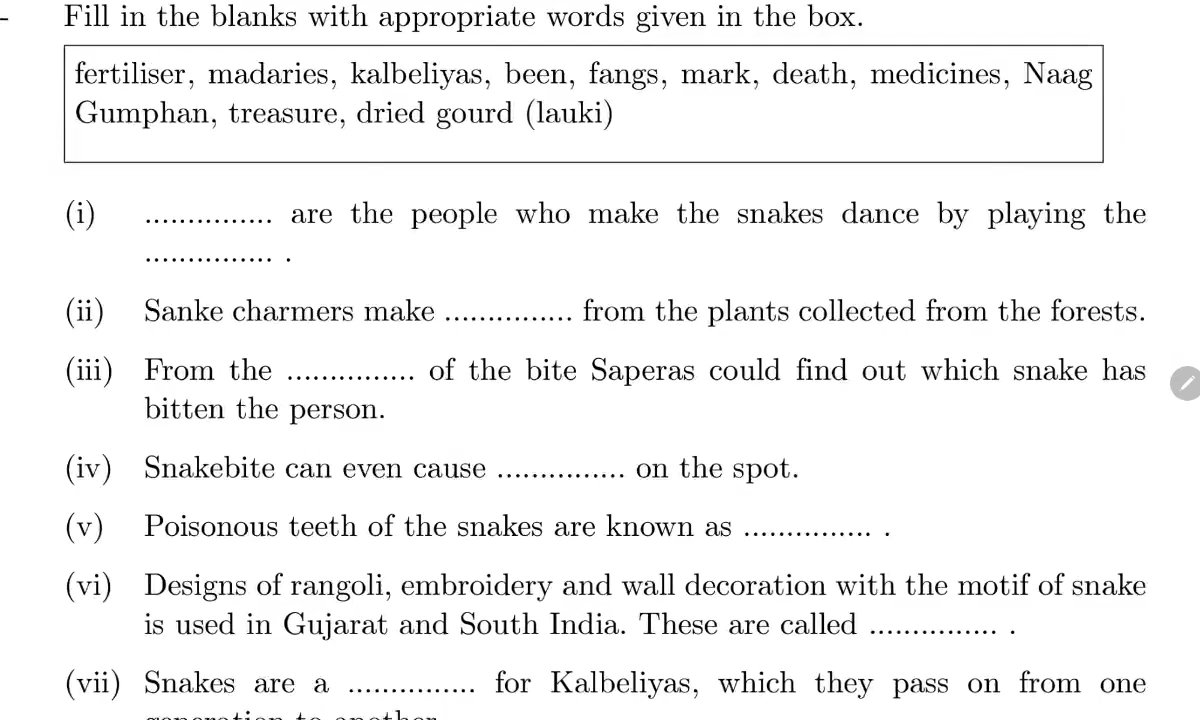 Fill in the blanks with appropriate words given in the box.
fertiliser, madaries, kalbeliyas, been, fangs, mark, death, medicines, Naag
Gumphan, treasure, dried gourd (lauki)
(i) ............... are the people who make the snakes dance by playing the
............... .
(ii) Sanke charmers make ............... from the plants collected from the forests.
(iii) From the ............... of the bite Saperas could find out which snake has
bitten the person.
(iv) Snakebite can even cause ............... on the spot.
(v) Poisonous teeth of the snakes are known as ............... .
(vi) Designs of rangoli, embroidery and wall decoration with the motif of snake
is used in Gujarat and South India. These are called ............... .
(vii) Snakes are a ............... for Kalbeliyas, which they pass on from one
generation to another